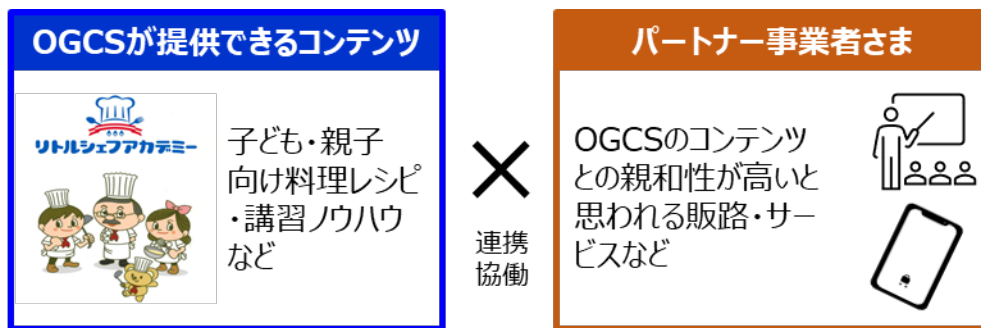 OGCSが提供できるコンテンツ
リトルシェフアカデミー
子ども・親子
向け料理レシピ
・講習ノウハウ
など
×
連携
協働
パートナー事業者さま
OGCSのコンテンツ
との親和性が高いと
思われる販路・サー
ビスなど